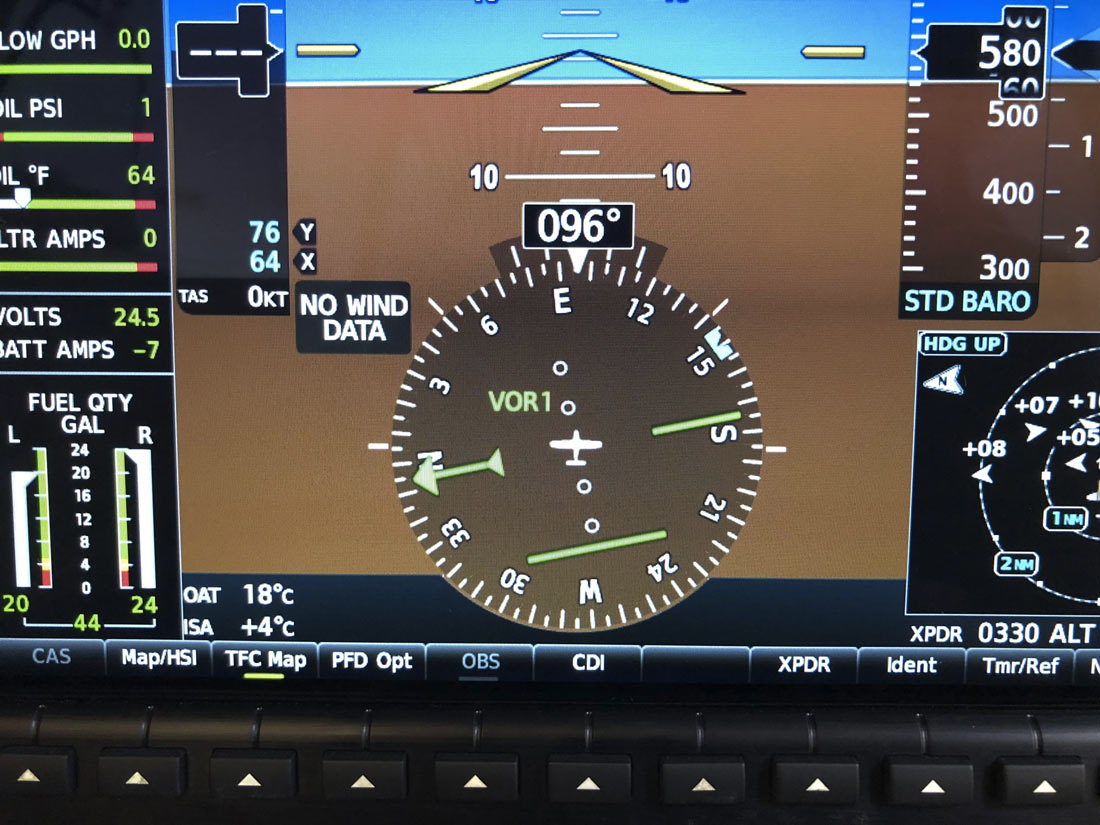 LOW GPH 0.0
OIL PSI 1
OIL °F 64
LTR AMPS 0
VOLTS 24.5
BATT AMPS -7
FUEL QTY
GAL
L R
24
20
16
12
8
4
0
20 24
44
---
76 Y
64 X
TAS 0KT
NO WIND
DATA
10 10
096°
E
12
15
S
21
24
W
30
33
N
3
6
VOR1
580
60
500
400
300
1
2
STD BARO
HDG UP
N
+07
+05
+08
1NM
2NM
OAT 18°C
ISA +4°C
XPDR 0330 ALT
CAS Map/HSI TFC Map PFD Opt OBS CDI XPDR Ident Tmr/Ref